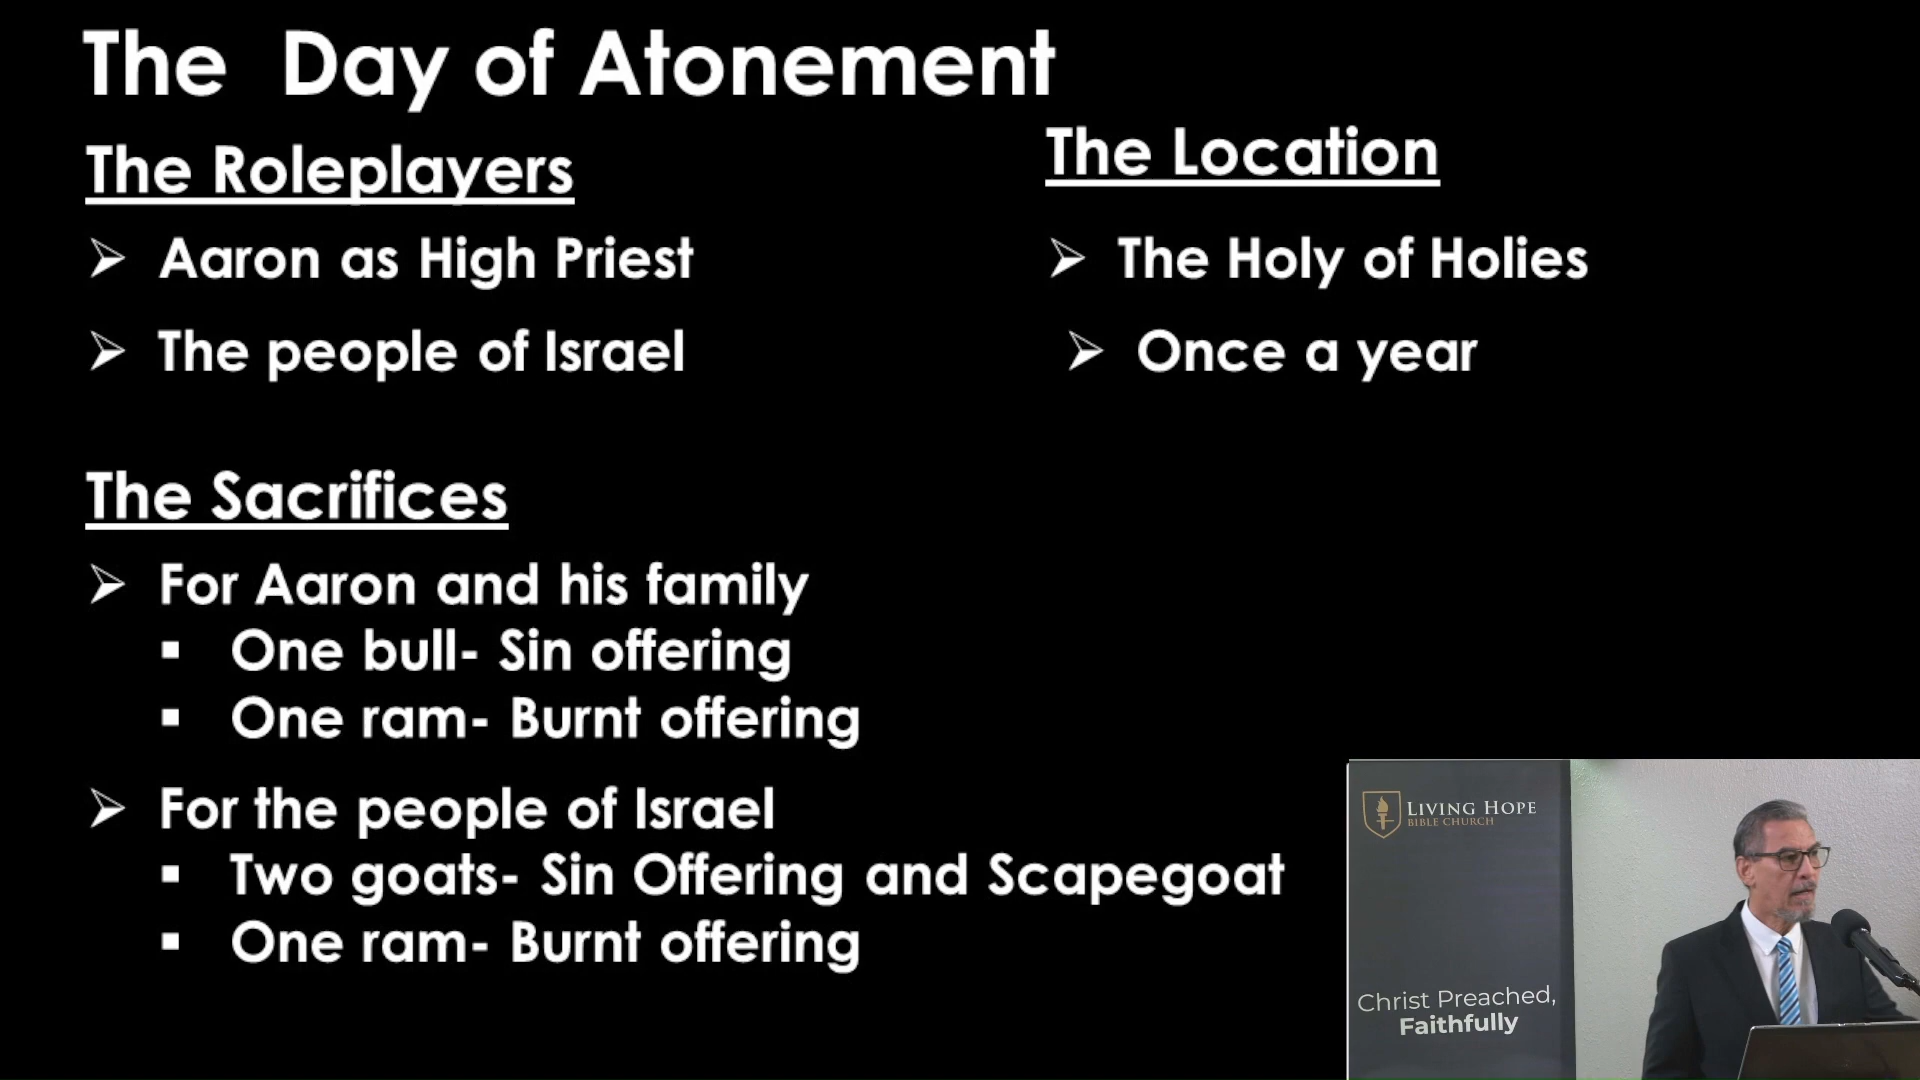 The Day of Atonement
The Roleplayers
➢ Aaron as High Priest
➢ The people of Israel
The Location
➢ The Holy of Holies
➢ Once a year
The Sacrifices
➢ For Aaron and his family
▪ One bull- Sin offering
▪ One ram- Burnt offering
➢ For the people of Israel
▪ Two goats- Sin Offering and Scapegoat
▪ One ram- Burnt offering
LIVING HOPE
BIBLE CHURCH
Christ Preached,
Faithfully